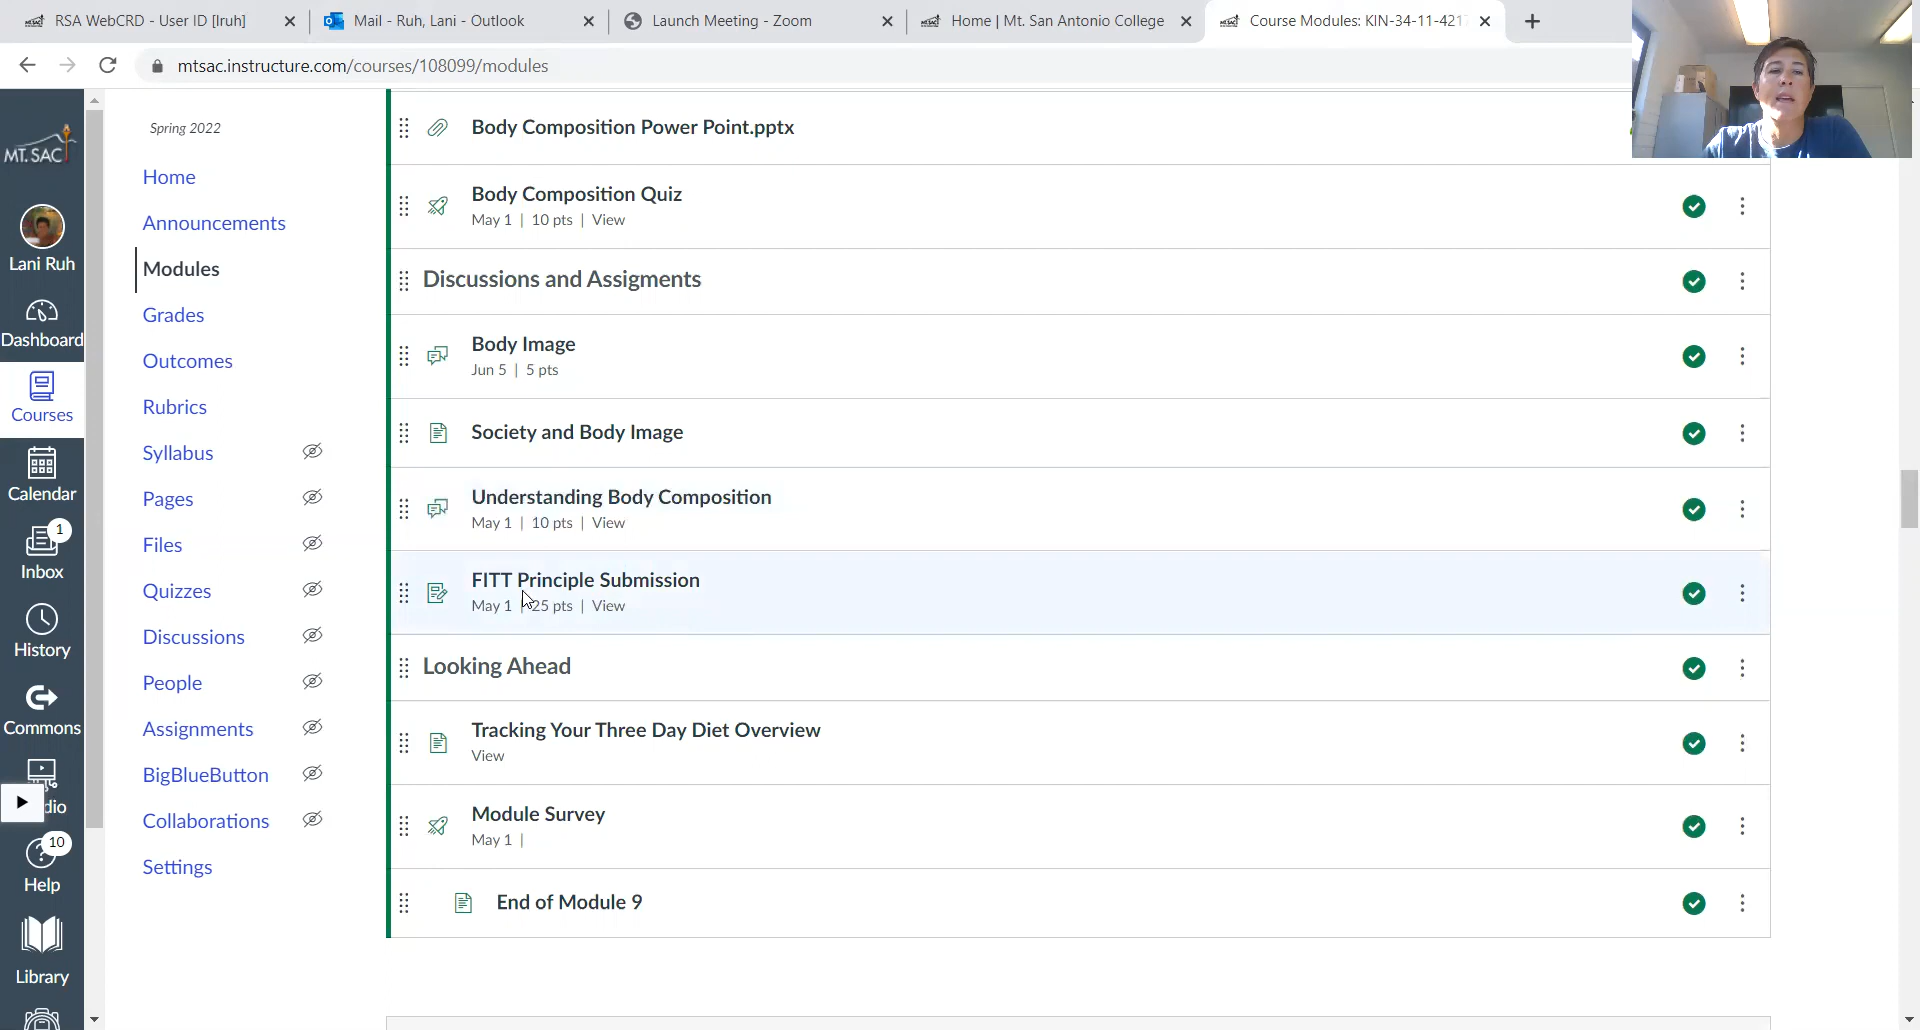 RSA WebCRD - User ID [lruh]
Mail - Ruh, Lani - Outlook
Launch Meeting - Zoom
Home | Mt. San Antonio College
Course Modules: KIN-34-11-421
mtsac.instructure.com/courses/108099/modules
MT. SAC
Lani Ruh
Dashboard
Courses
Calendar
1
Inbox
History
Commons
dio
10
Help
Library
Spring 2022
Home
Announcements
Modules
Grades
Outcomes
Rubrics
Syllabus
Pages
Files
Quizzes
Discussions
People
Assignments
BigBlueButton
Collaborations
Settings
Body Composition Power Point.pptx
Body Composition Quiz
May 1 | 10 pts | View
Discussions and Assigments
Body Image
Jun 5 | 5 pts
Society and Body Image
Understanding Body Composition
May 1 | 10 pts | View
FITT Principle Submission
May 1 | 25 pts | View
Looking Ahead
Tracking Your Three Day Diet Overview
View
Module Survey
May 1 |
End of Module 9